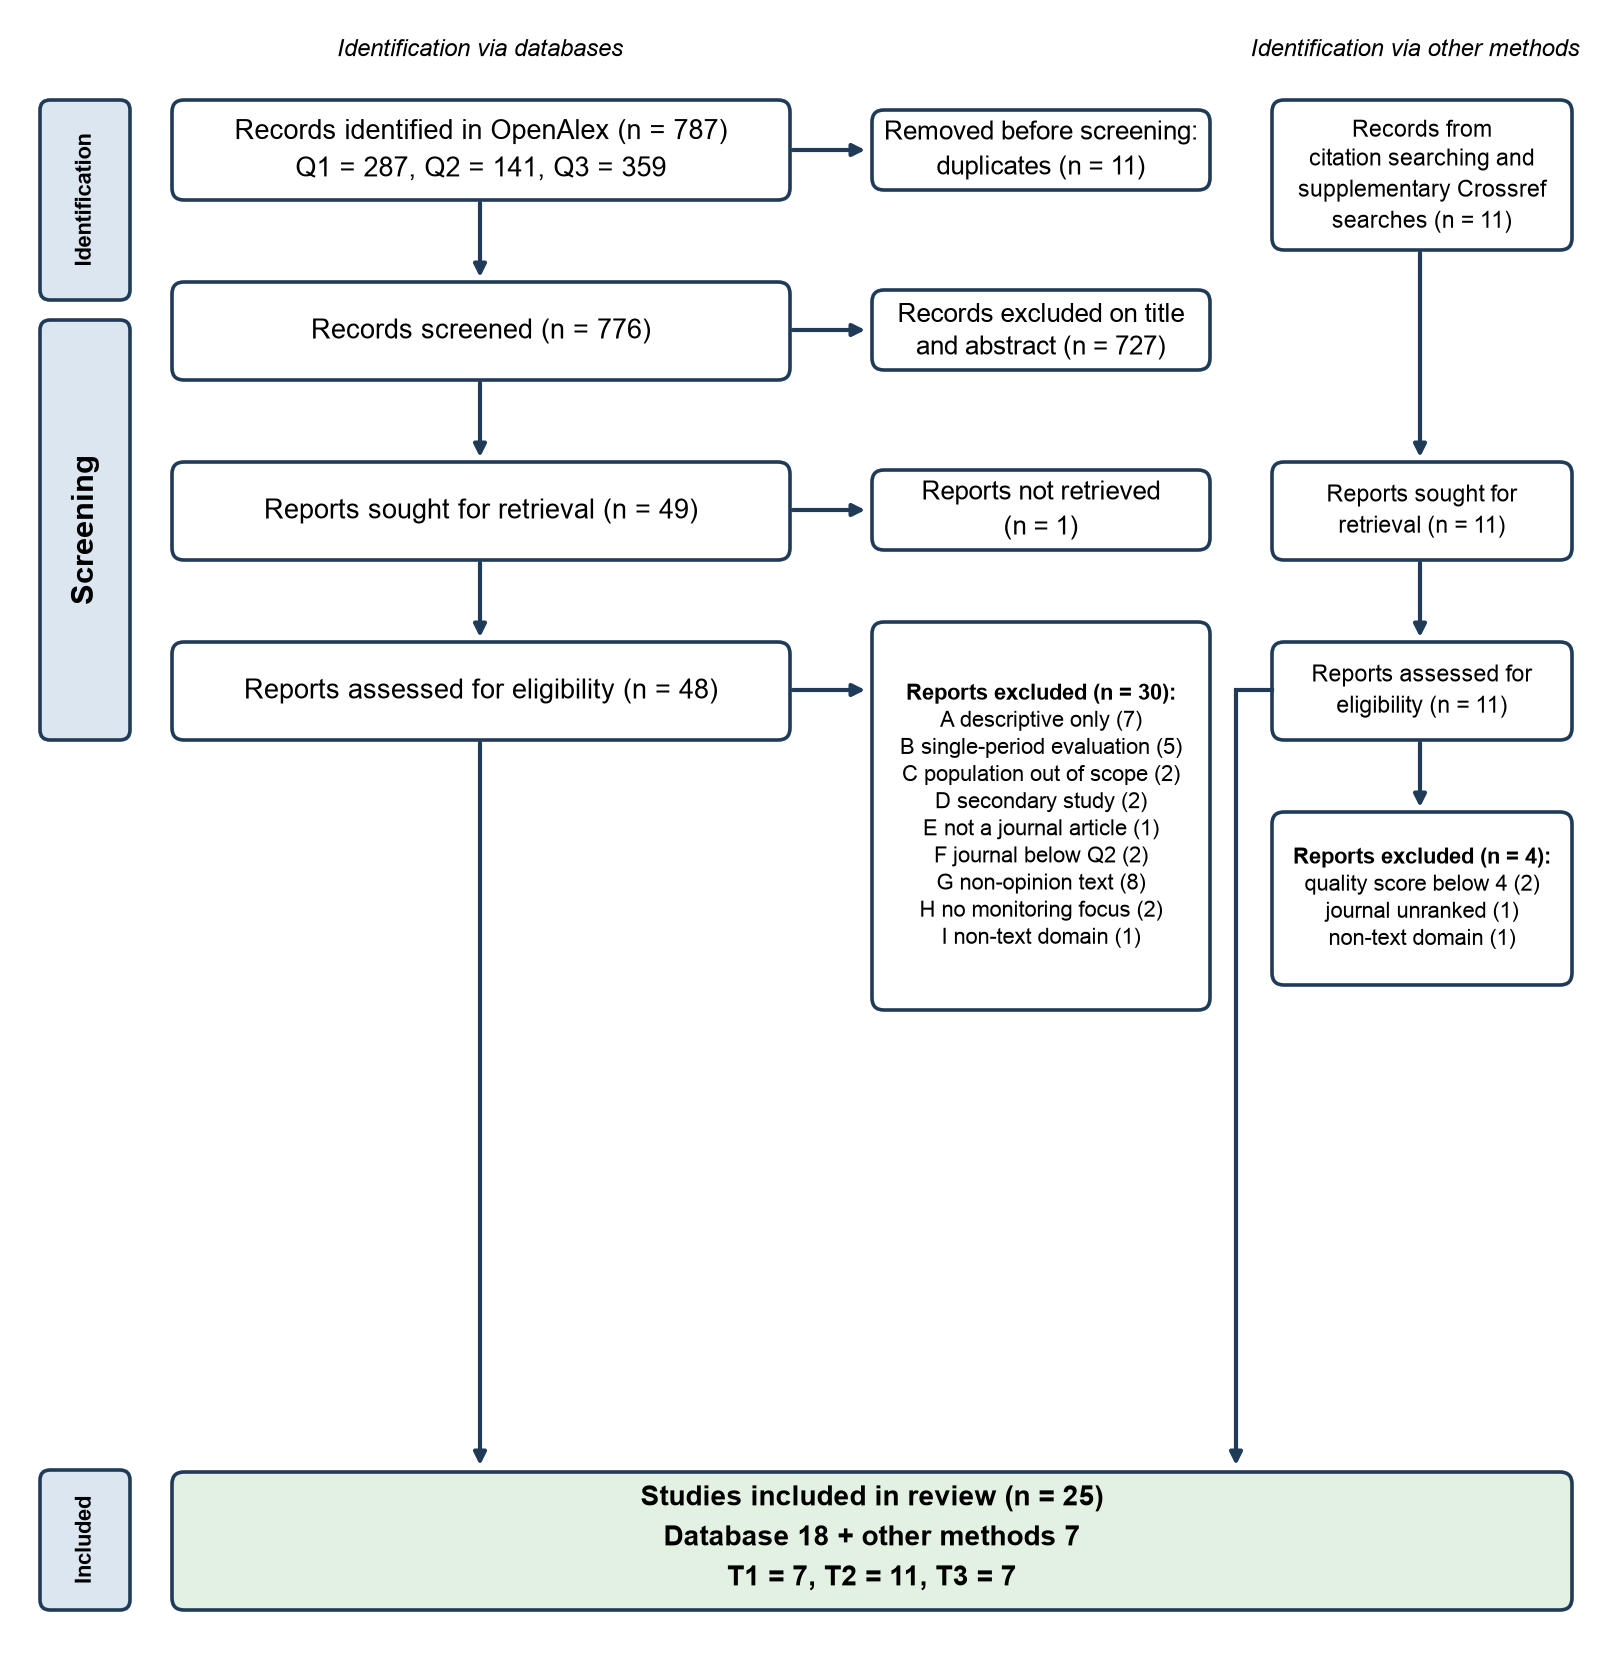 Identification via databases
Identification via other methods
Identification
Records identified in OpenAlex (n = 787)
Q1 = 287, Q2 = 141, Q3 = 359
Removed before screening:
duplicates (n = 11)
Records from
citation searching and
supplementary Crossref
searches (n = 11)
Screening
Records screened (n = 776)
Records excluded on title
and abstract (n = 727)
Reports sought for retrieval (n = 49)
Reports not retrieved
(n = 1)
Reports sought for
retrieval (n = 11)
Reports assessed for eligibility (n = 48)
Reports excluded (n = 30):
A descriptive only (7)
B single-period evaluation (5)
C population out of scope (2)
D secondary study (2)
E not a journal article (1)
F journal below Q2 (2)
G non-opinion text (8)
H no monitoring focus (2)
I non-text domain (1)
Reports assessed for
eligibility (n = 11)
Reports excluded (n = 4):
quality score below 4 (2)
journal unranked (1)
non-text domain (1)
Included
Studies included in review (n = 25)
Database 18 + other methods 7
T1 = 7, T2 = 11, T3 = 7